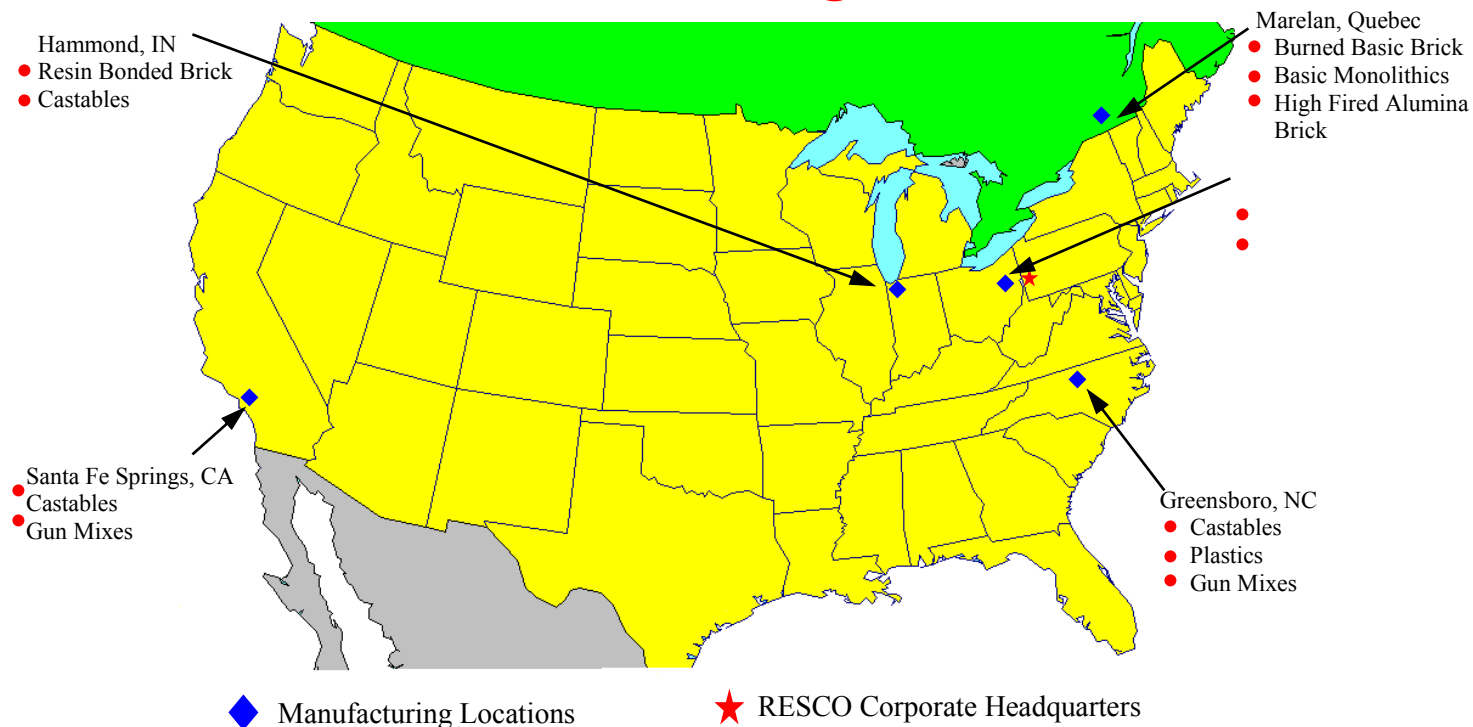 Hammond, IN
Resin Bonded Brick
Castables
Marelan, Quebec
Burned Basic Brick
Basic Monolithics
High Fired Alumina
Brick
Santa Fe Springs, CA
Castables
Gun Mixes
Greensboro, NC
Castables
Plastics
Gun Mixes
Manufacturing Locations
RESCO Corporate Headquarters